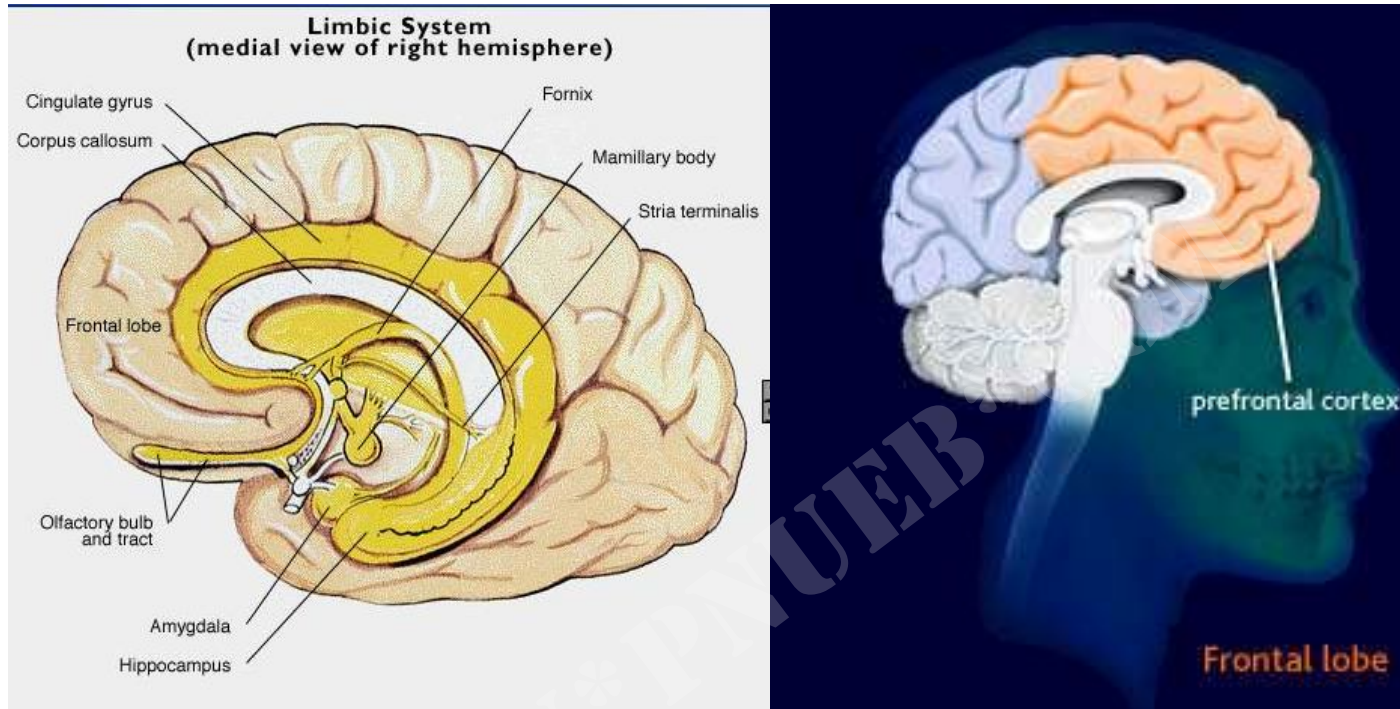 Limbic System
(medial view of right hemisphere)
Cingulate gyrus
Corpus callosum
Fornix
Mamillary body
Stria terminalis
Frontal lobe
Olfactory bulb
and tract
Amygdala
Hippocampus
prefrontal cortex
Frontal lobe
PNUEB